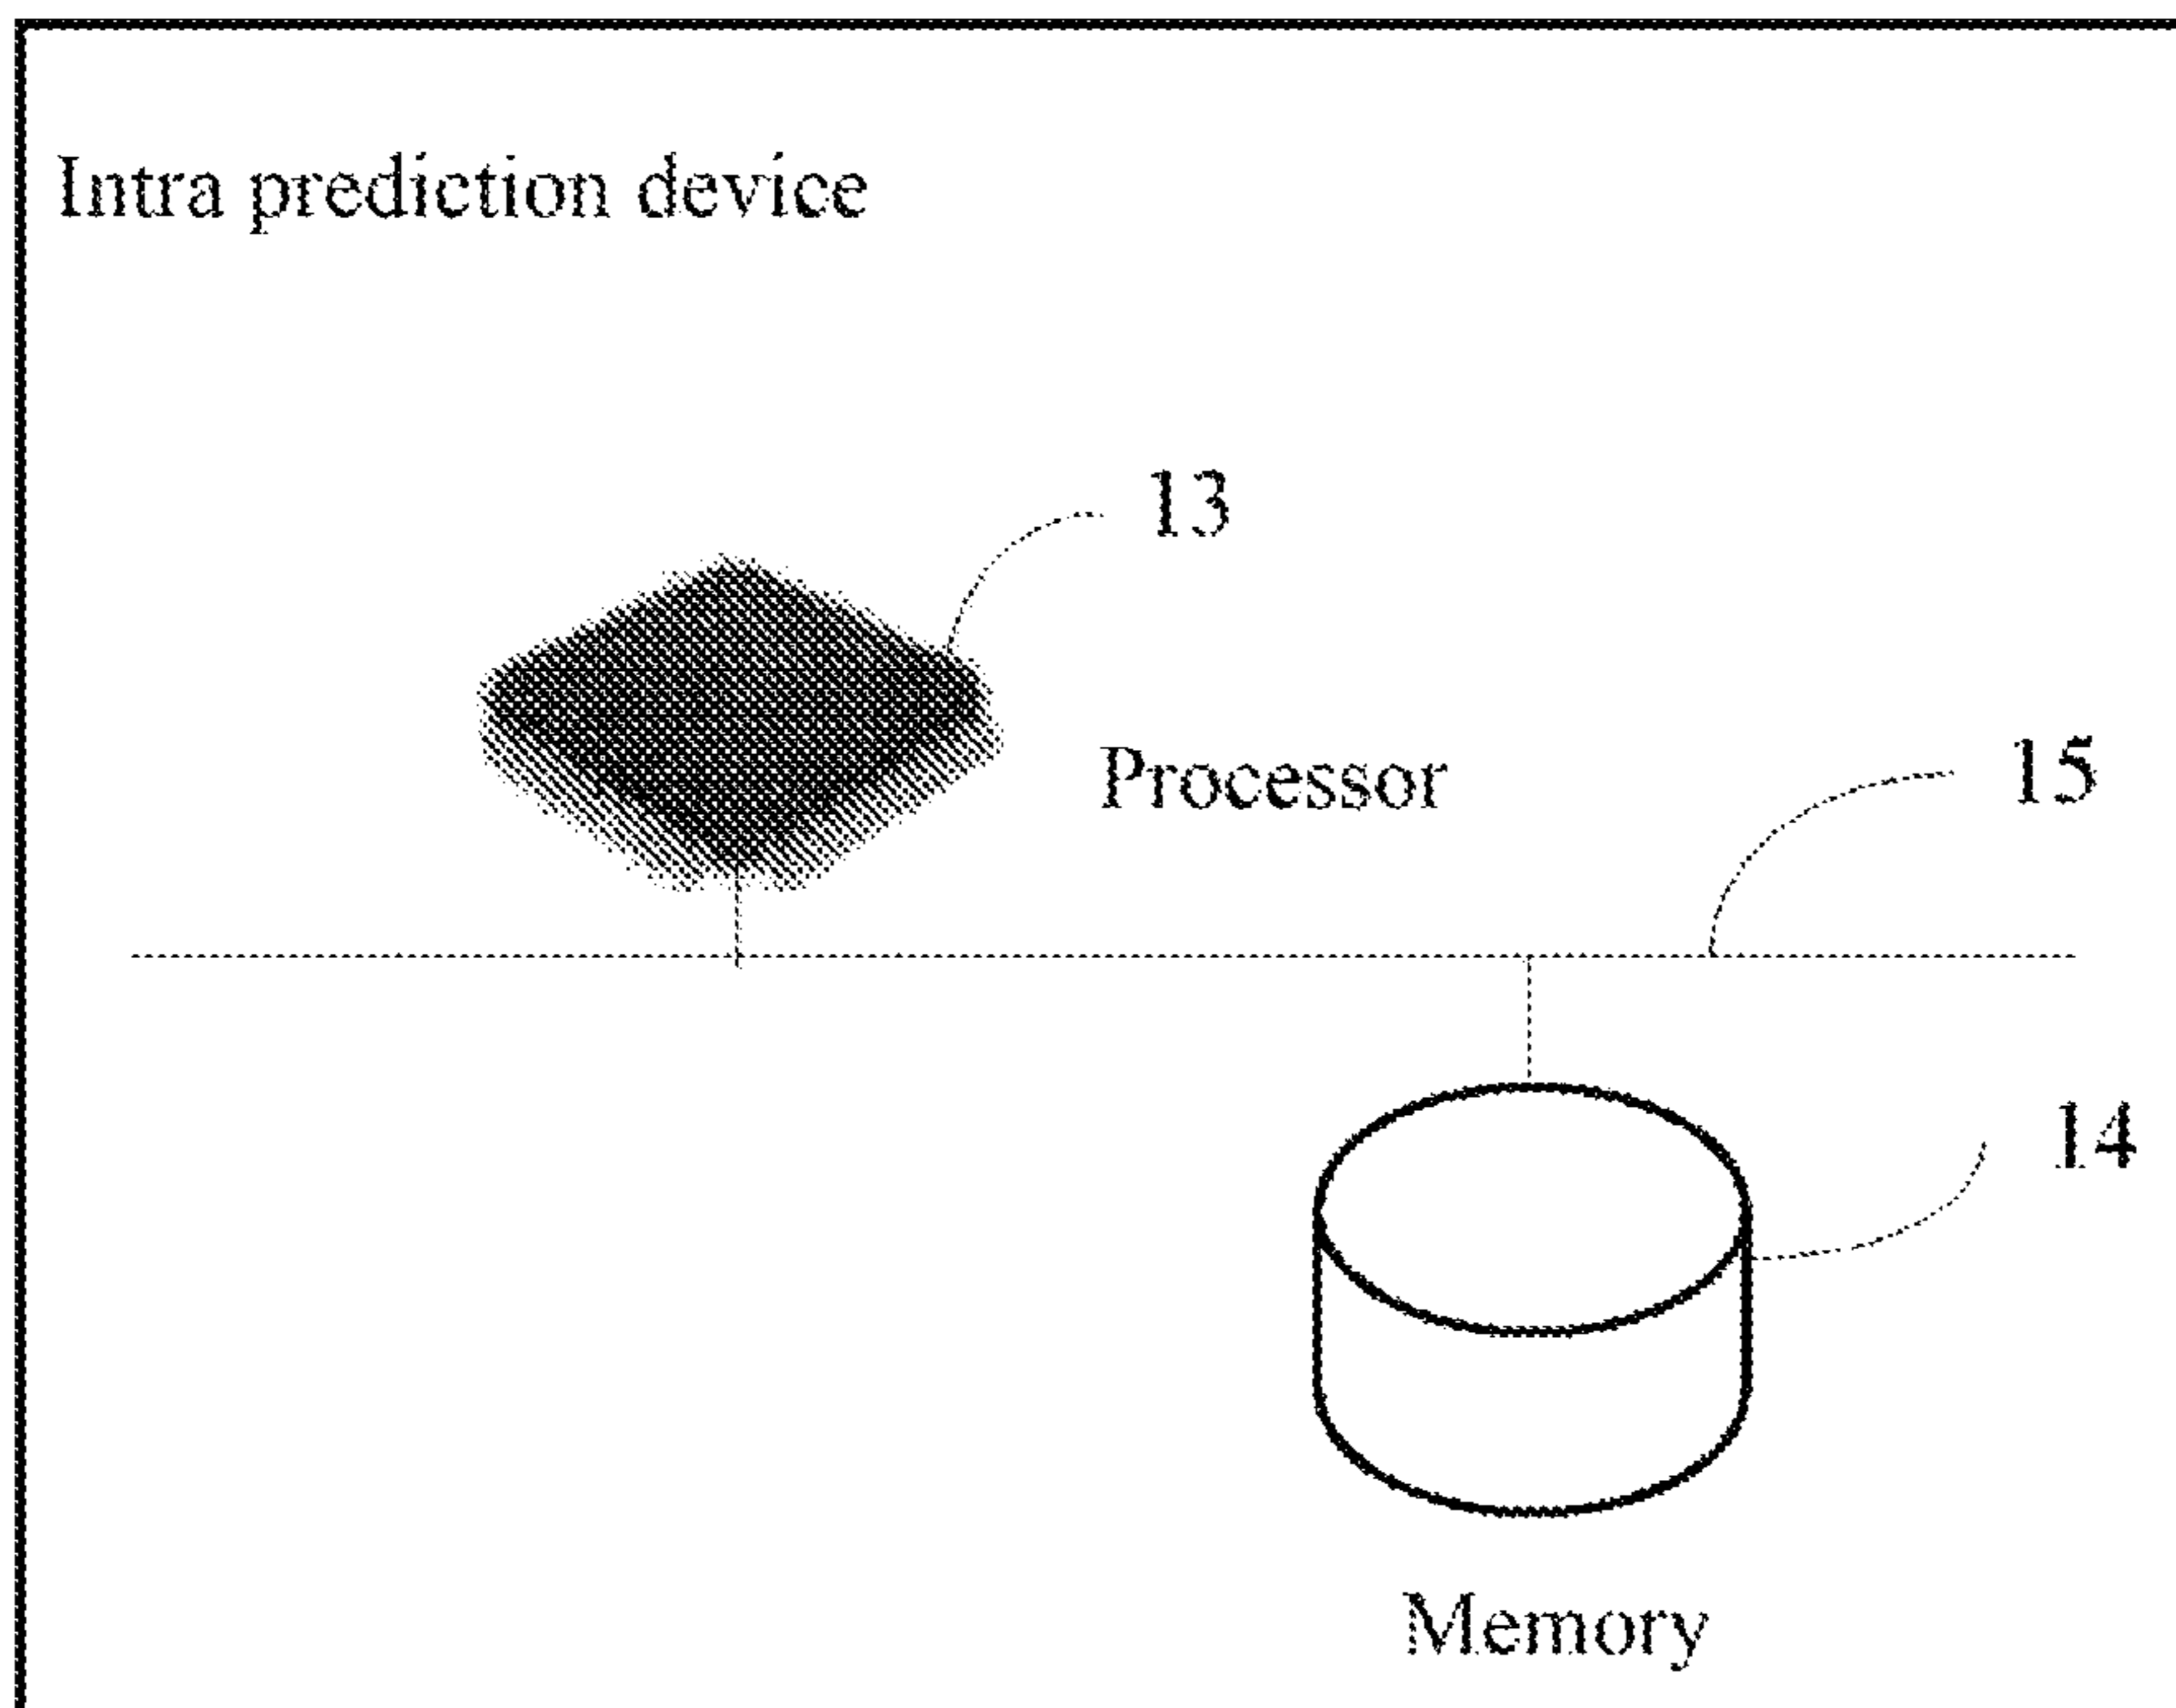 Intra prediction device
13
Processor
15
14
Memory